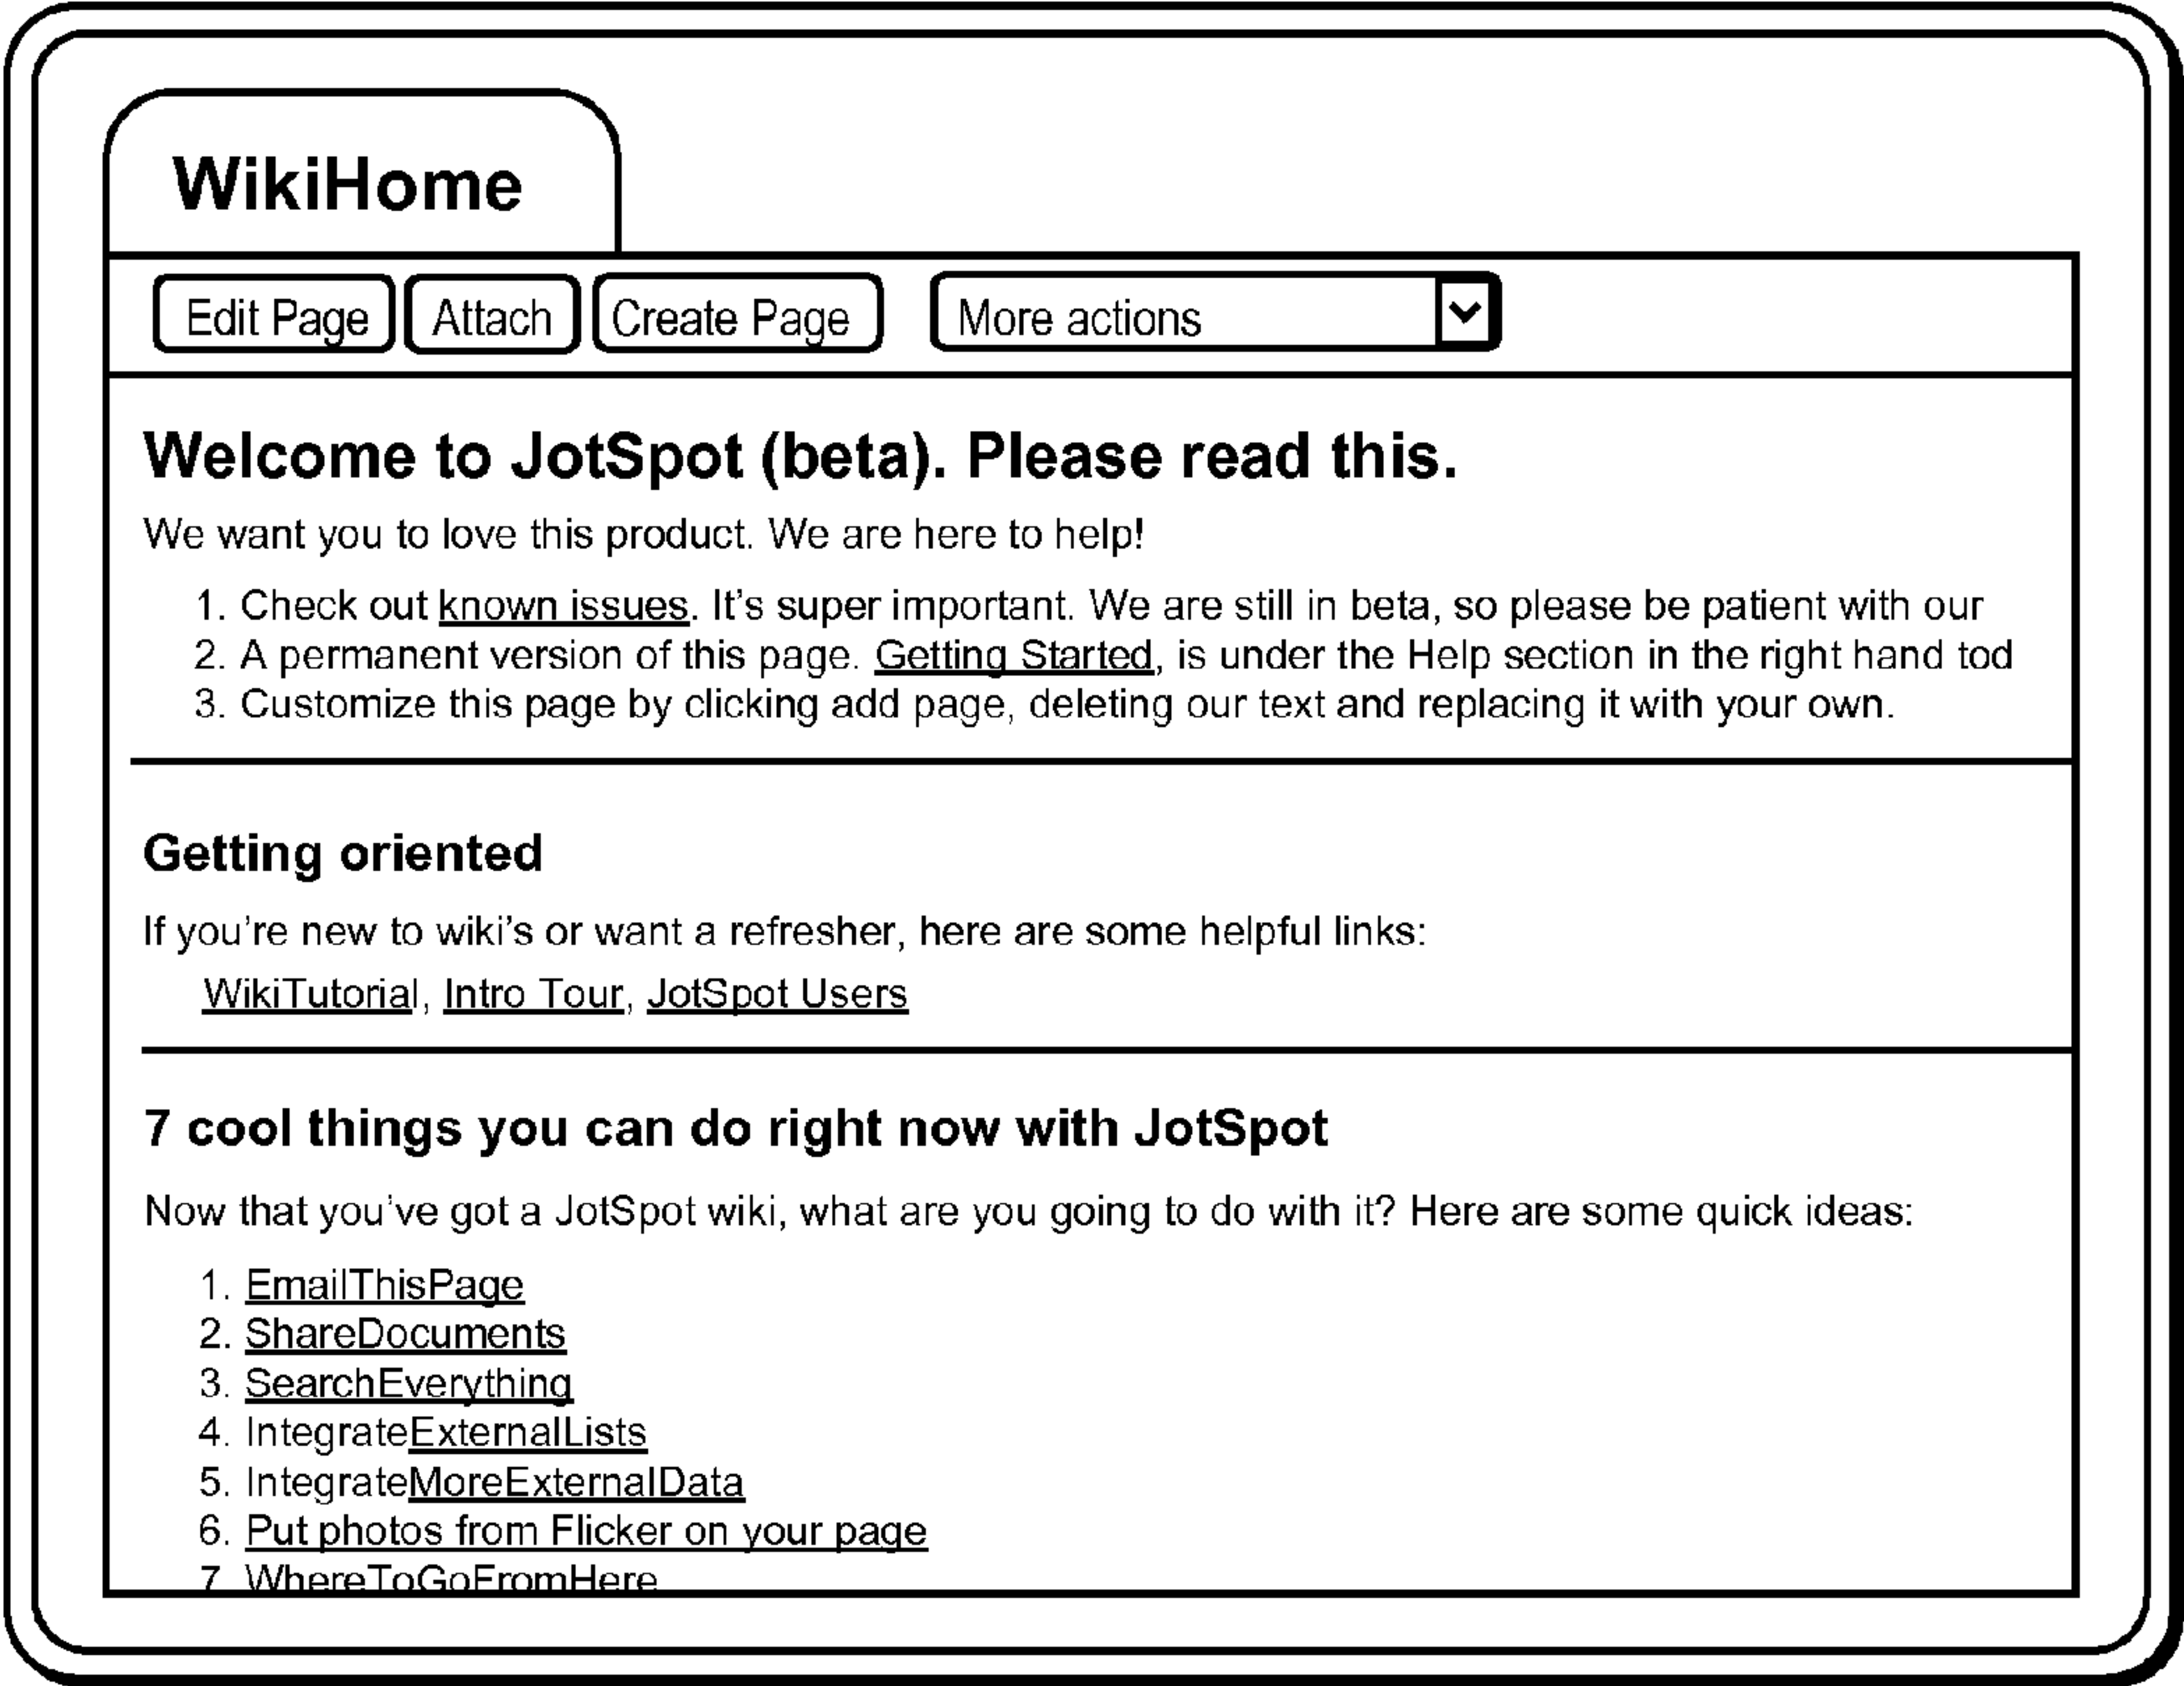 WikiHome
Edit Page Attach Create Page More actions
Welcome to JotSpot (beta). Please read this.
We want you to love this product. We are here to help!
1. Check out known issues. It’s super important. We are still in beta, so please be patient with our
2. A permanent version of this page. Getting Started, is under the Help section in the right hand tod
3. Customize this page by clicking add page, deleting our text and replacing it with your own.
Getting oriented
If you’re new to wiki’s or want a refresher, here are some helpful links:
WikiTutorial, Intro Tour, JotSpot Users
7 cool things you can do right now with JotSpot
Now that you’ve got a JotSpot wiki, what are you going to do with it? Here are some quick ideas:
1. EmailThisPage
2. ShareDocuments
3. SearchEverything
4. IntegrateExternalLists
5. IntegrateMoreExternalData
6. Put photos from Flicker on your page
7. WhereToGoFromHere